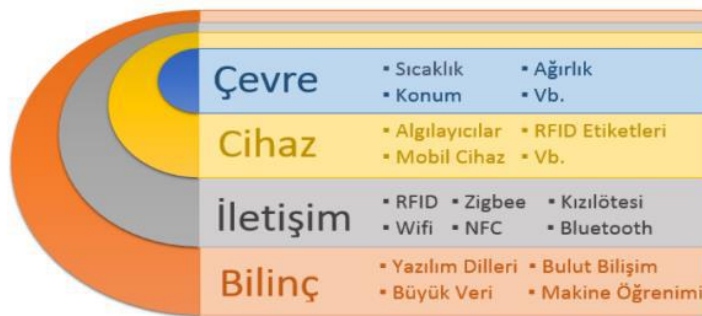 Çevre
▪ Sıcaklık ▪ Ağırlık
▪ Konum ▪ Vb.
Cihaz
▪ Algılayıcılar ▪ RFID Etiketleri
▪ Mobil Cihaz ▪ Vb.
İletişim
▪ RFID ▪ Zigbee ▪ Kızılötesi
▪ Wifi ▪ NFC ▪ Bluetooth
Bilinç
▪ Yazılım Dilleri ▪ Bulut Bilişim
▪ Büyük Veri ▪ Makine Öğrenimi